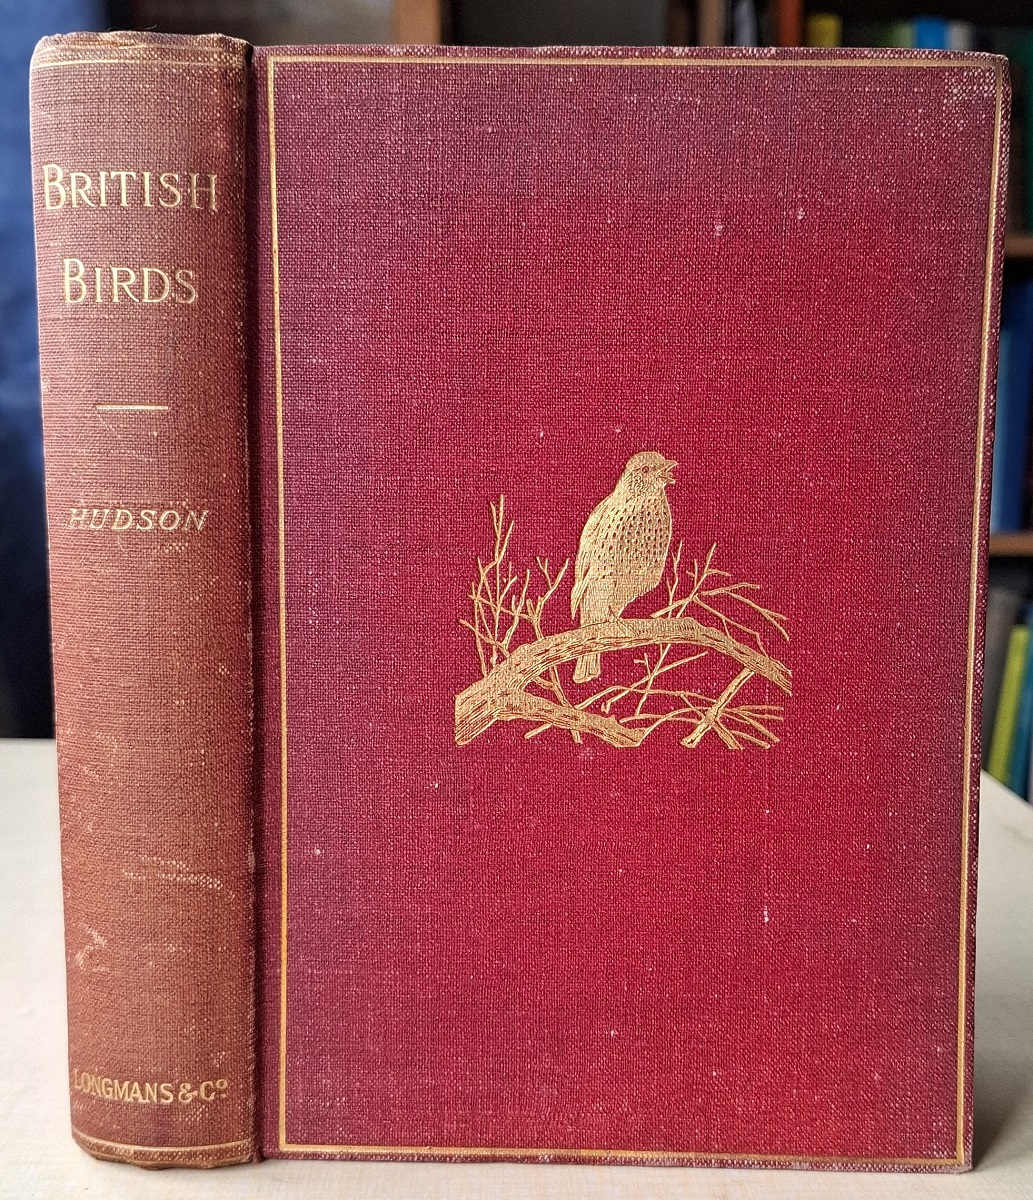 BRITISH
BIRDS
HUDSON
LONGMANS & Cº